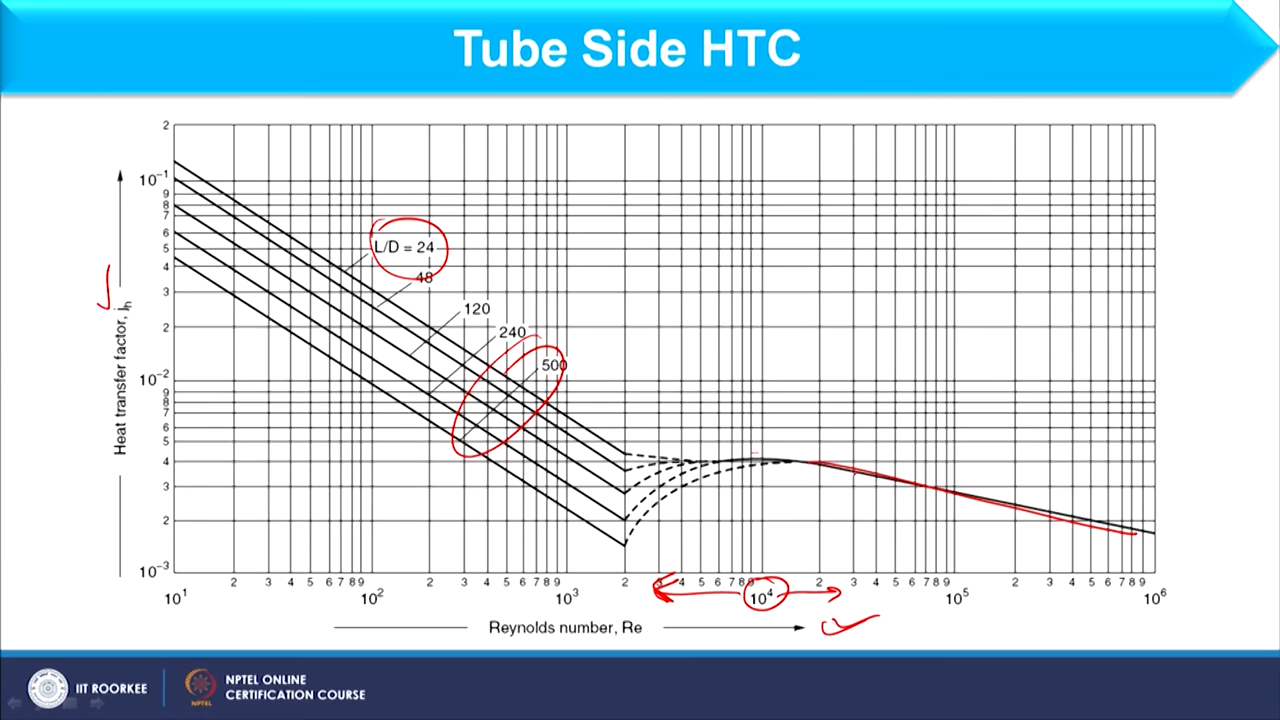 Tube Side HTC
2
10⁻¹
9
8
7
6
5
4
3
2
10⁻²
9
8
7
6
5
4
3
2
10⁻³
Heat transfer factor, jₕ
L/D = 24
48
120
240
500
2 3 4 5 6 7 8 9 2 3 4 5 6 7 8 9 2 3 4 5 6 7 8 9 2 3 4 5 6 7 8 9 2 3 4 5 6 7 8 9
10¹ 10² 10³ 10⁴ 10⁵ 10⁶
Reynolds number, Re
IIT ROORKEE
NPTEL
NPTEL ONLINE
CERTIFICATION COURSE